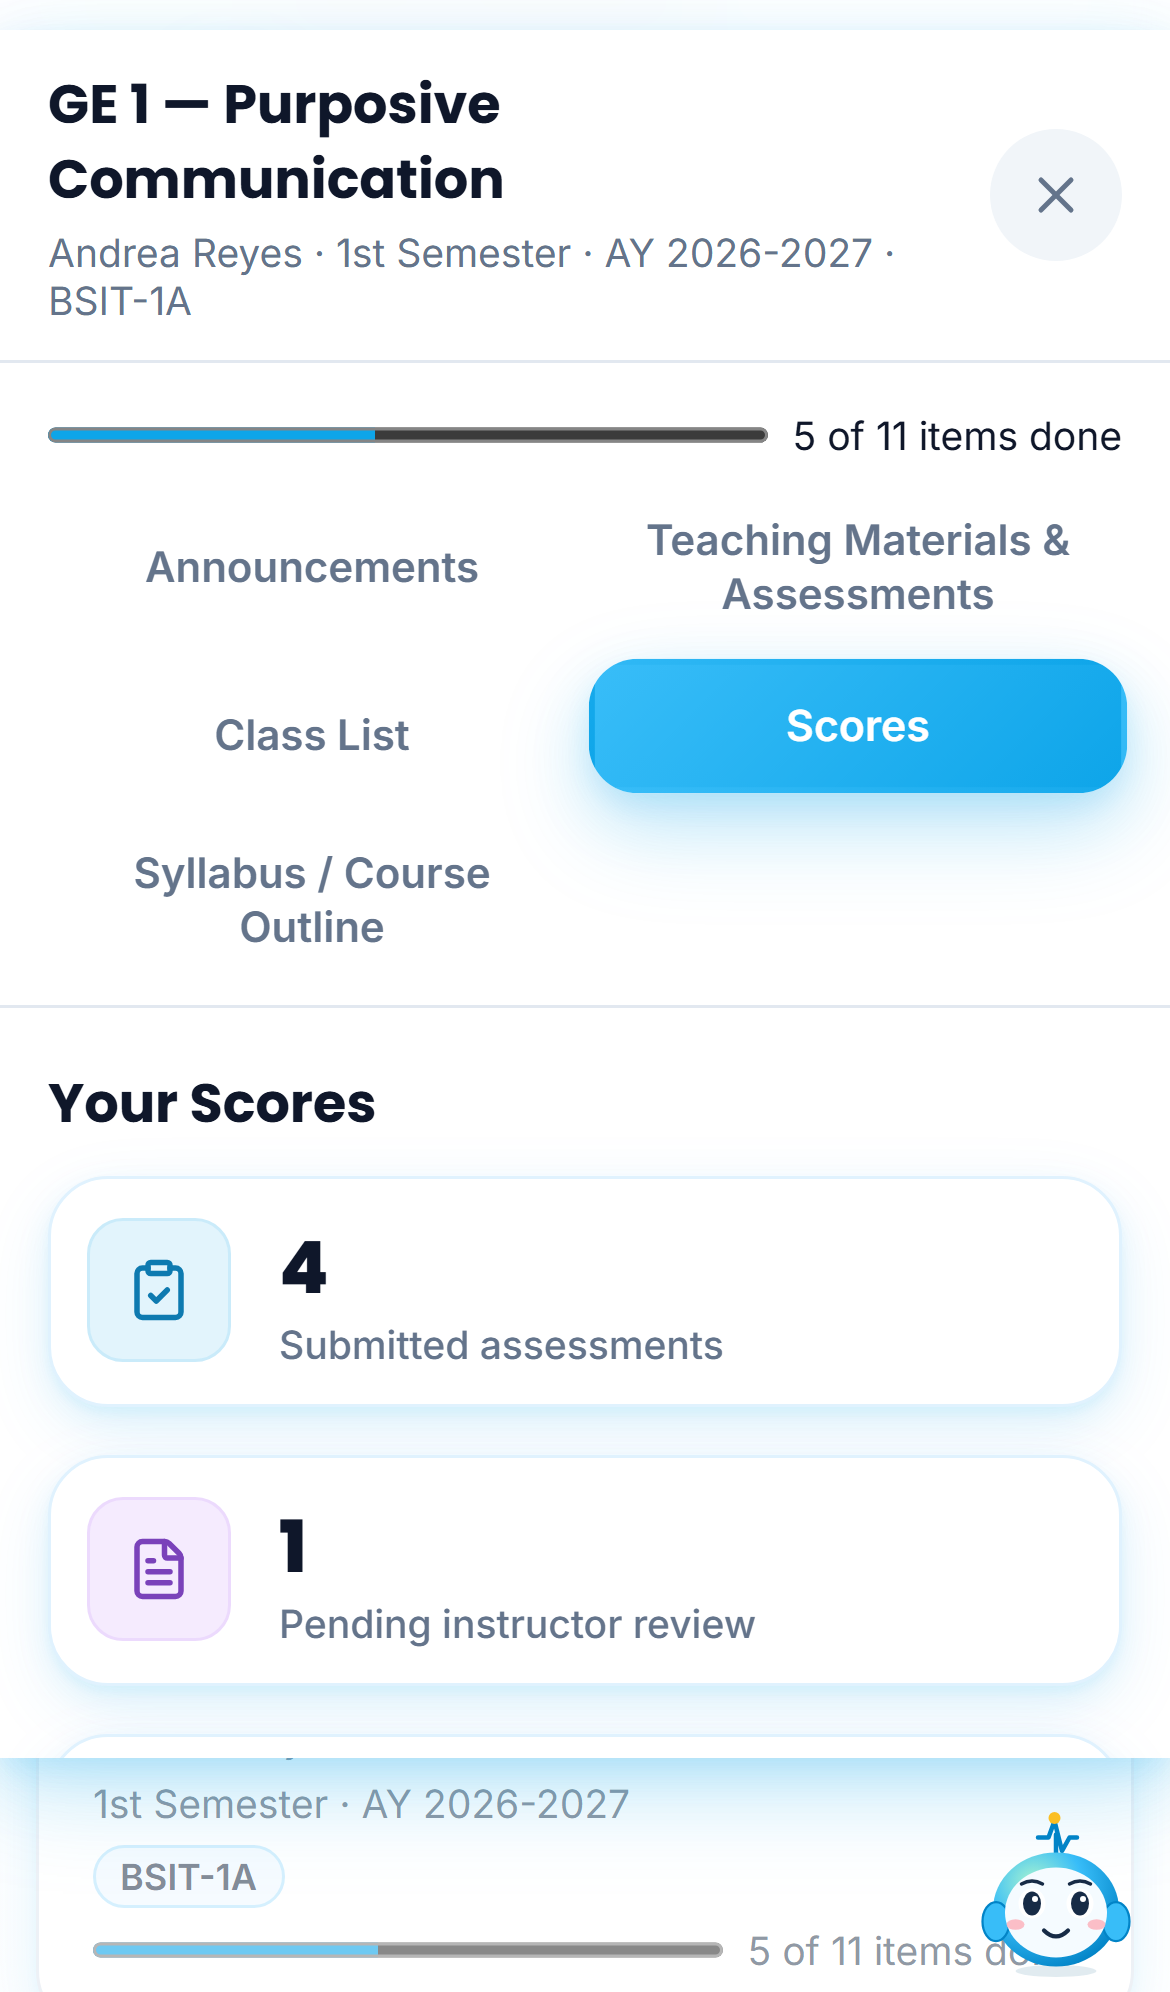 GE 1 — Purposive
Communication
Andrea Reyes · 1st Semester · AY 2026-2027 ·
BSIT-1A
5 of 11 items done
Announcements
Teaching Materials &
Assessments
Class List
Scores
Syllabus / Course
Outline
Your Scores
4
Submitted assessments
1
Pending instructor review
1st Semester · AY 2026-2027
BSIT-1A
5 of 11 items